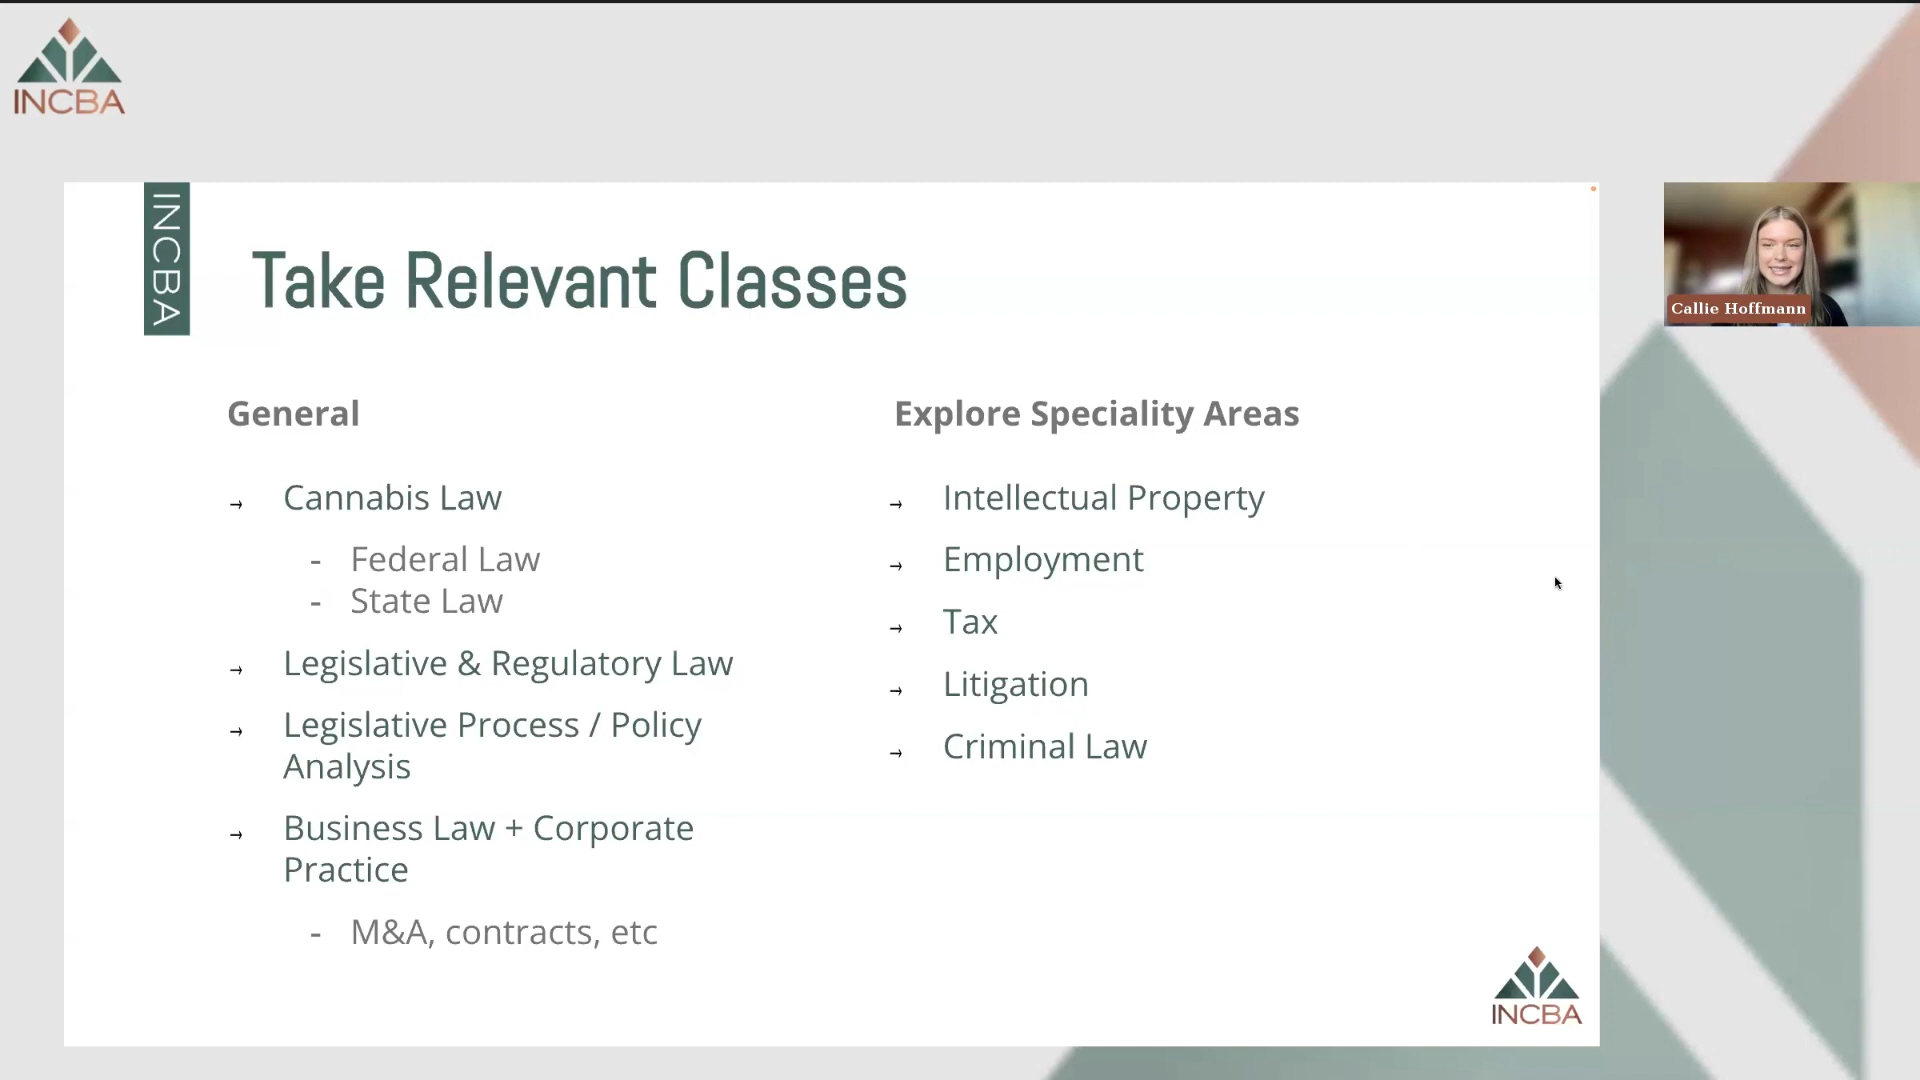 INCBA
INCBA
Take Relevant Classes
Callie Hoffmann
General
→ Cannabis Law
- Federal Law
- State Law
→ Legislative & Regulatory Law
→ Legislative Process / Policy
Analysis
→ Business Law + Corporate
Practice
- M&A, contracts, etc
Explore Speciality Areas
→ Intellectual Property
→ Employment
→ Tax
→ Litigation
→ Criminal Law
INCBA